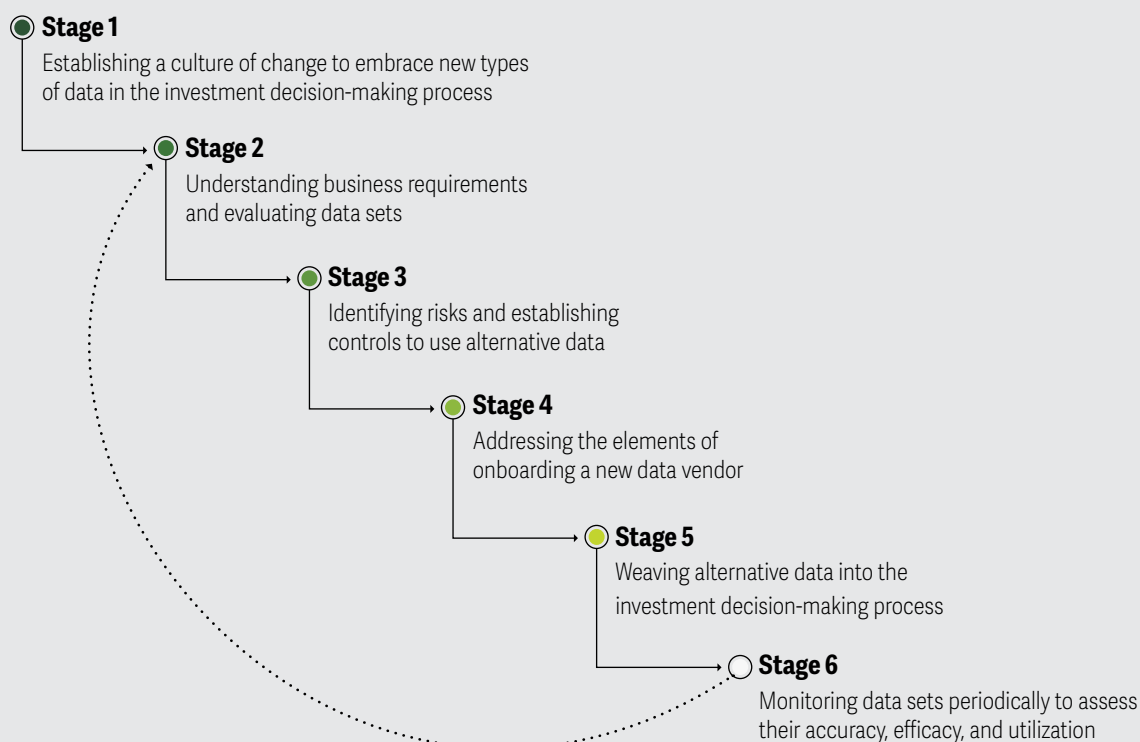 Stage 1
Establishing a culture of change to embrace new types
of data in the investment decision-making process
Stage 2
Understanding business requirements
and evaluating data sets
Stage 3
Identifying risks and establishing
controls to use alternative data
Stage 4
Addressing the elements of
onboarding a new data vendor
Stage 5
Weaving alternative data into the
investment decision-making process
Stage 6
Monitoring data sets periodically to assess
their accuracy, efficacy, and utilization